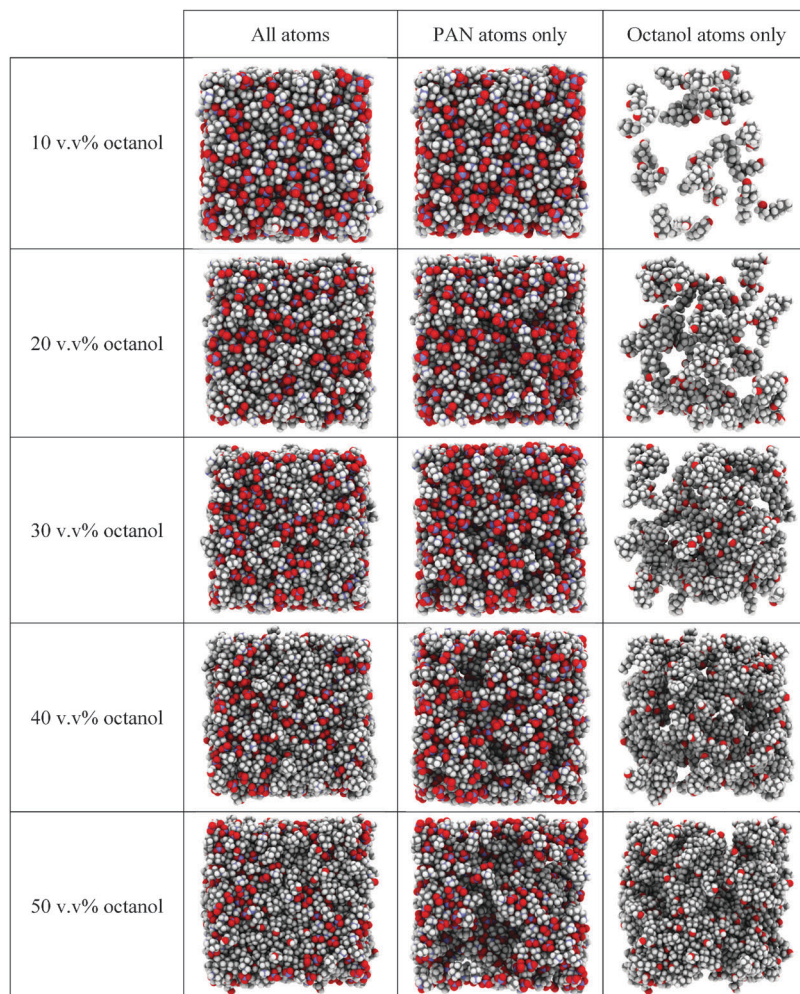 All atoms PAN atoms only Octanol atoms only
10 v.v% octanol
20 v.v% octanol
30 v.v% octanol
40 v.v% octanol
50 v.v% octanol